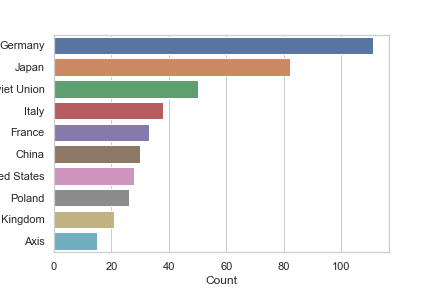 Germany
Japan
viet Union
Italy
France
China
ed States
Poland
Kingdom
Axis
0 20 40 60 80 100
Count